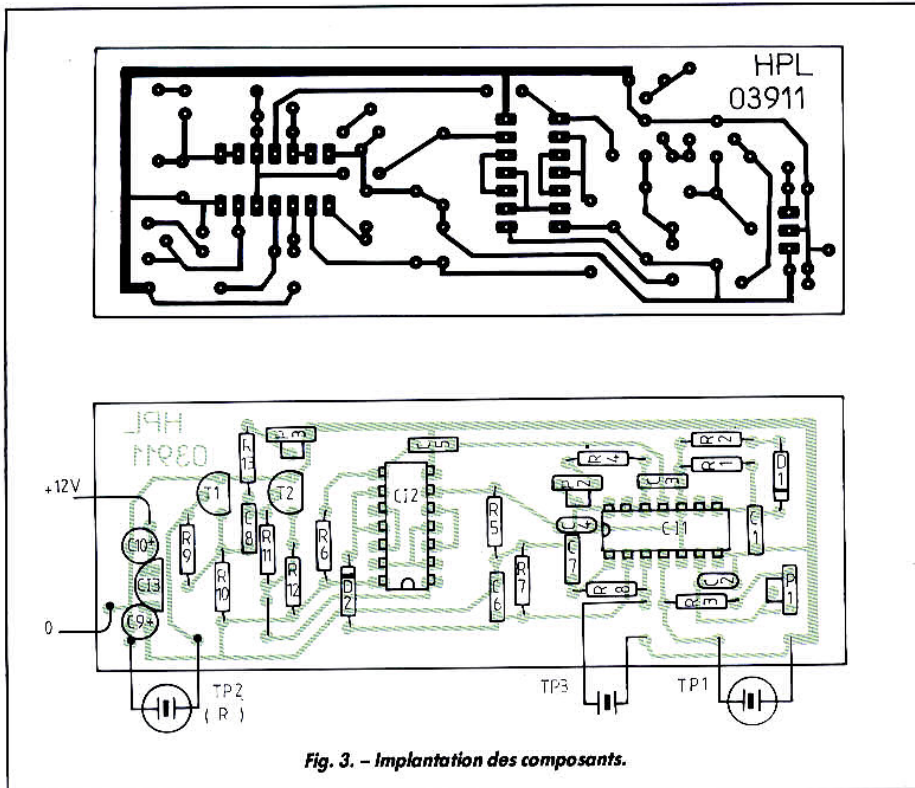 HPL
03911
HPL
03911
+12V
0
C10+
CI3
C9+
R9
T1
R10
R13
C8
R11
P3
T2
R12
R6
D2
C5
CI2
R5
C6
R7
R4
P2
C4
C7
R8
C3
CI1
R2
R1
D1
C1
C2
R3
P1
TP2
( R )
TP3
TP1
Fig. 3. – Implantation des composants.